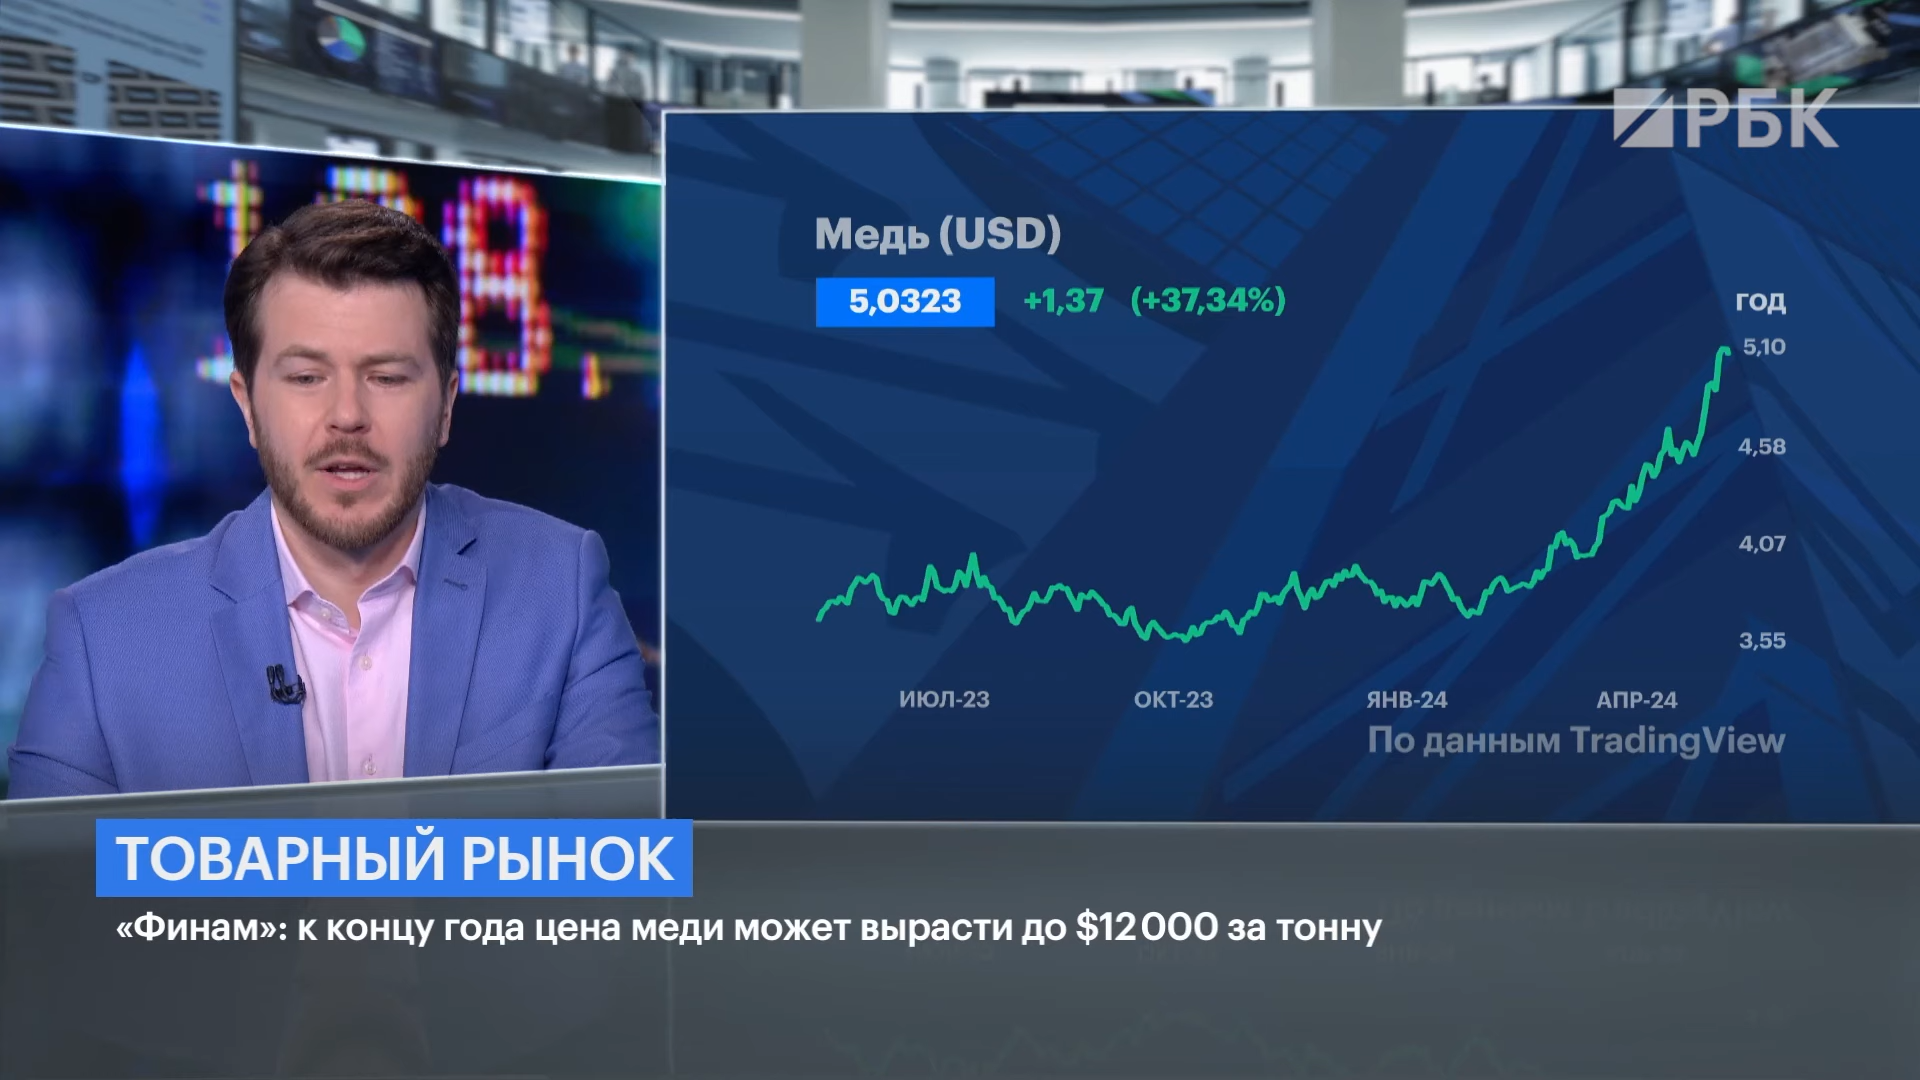 РБК
Медь (USD)
5,0323 +1,37 (+37,34%)
ГОД
5,10
4,58
4,07
3,55
ИЮЛ-23 ОКТ-23 ЯНВ-24 АПР-24
По данным TradingView
ТОВАРНЫЙ РЫНОК
«Финам»: к концу года цена меди может вырасти до $12 000 за тонну